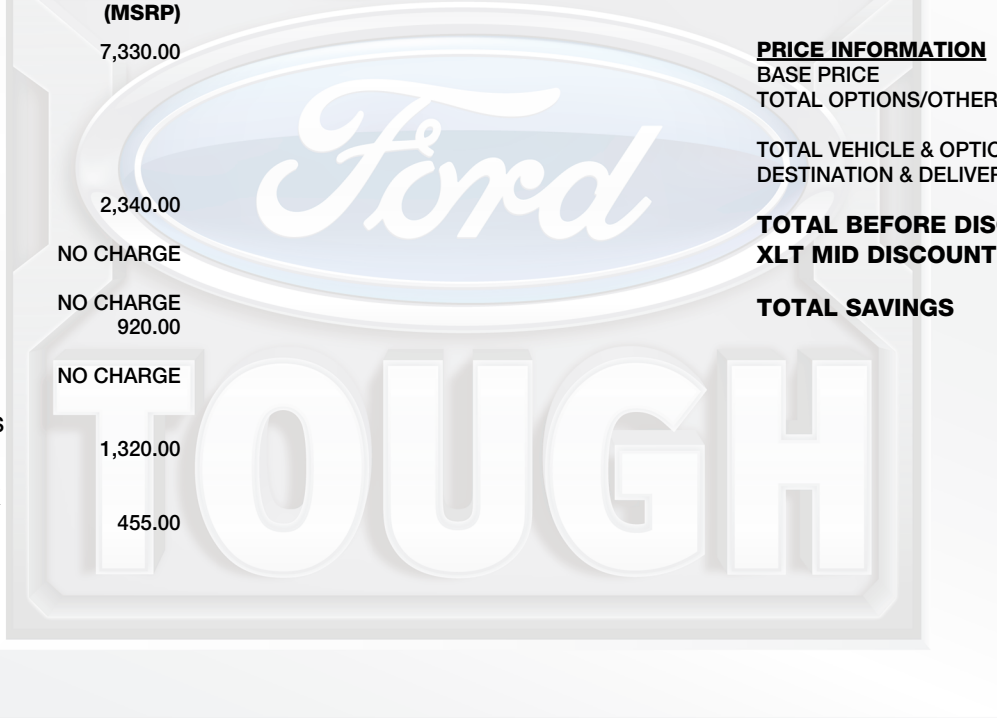 (MSRP)
7,330.00
2,340.00
NO CHARGE
NO CHARGE
920.00
NO CHARGE
S
1,320.00
455.00
PRICE INFORMATION
BASE PRICE
TOTAL OPTIONS/OTHER
TOTAL VEHICLE & OPTIO
DESTINATION & DELIVER
TOTAL BEFORE DISC
XLT MID DISCOUNT
TOTAL SAVINGS
Ford
TOUGH